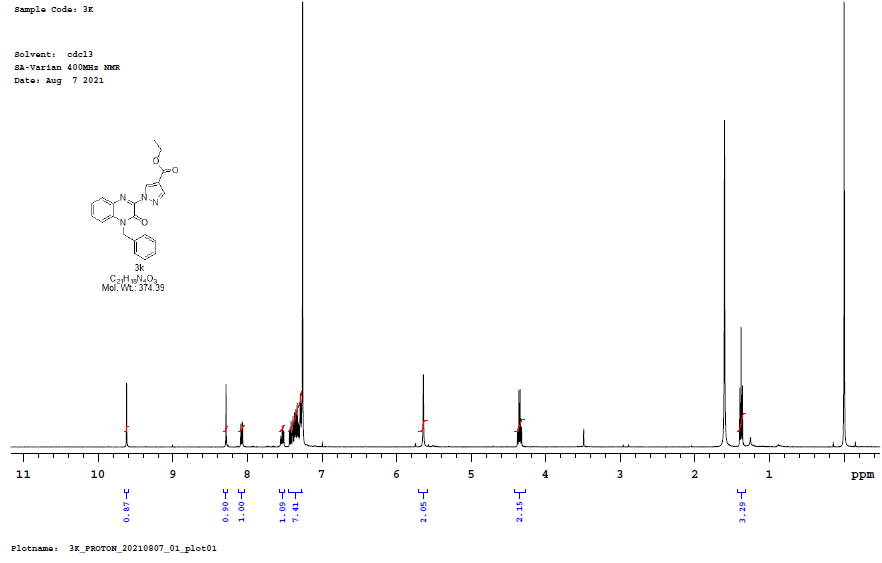 Sample Code: 3K
Solvent: cdcl3
SA-Varian 400MHz NMR
Date: Aug 7 2021
O
O
N
N
N
N
O
3k
C21H18N4O3
Mol. Wt.: 374.39
11 10 9 8 7 6 5 4 3 2 1 ppm
0.87 0.90 1.00 1.09 7.41 2.05 2.15 3.29
Plotname: 3K_PROTON_20210807_01_plot01